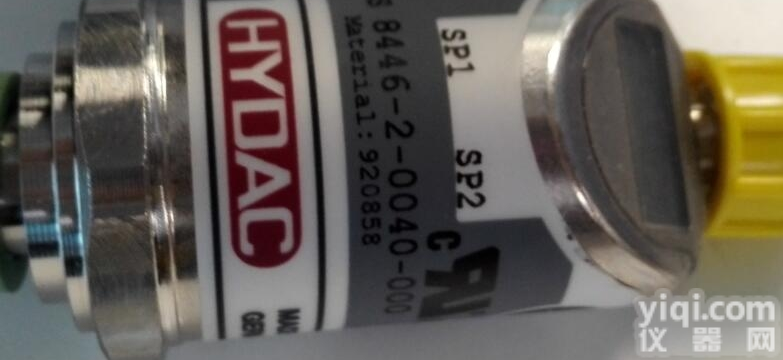 HYDAC
S 8446-2-0040-000
Material: 920858
SP1
SP2
yiqi.com
仪器网